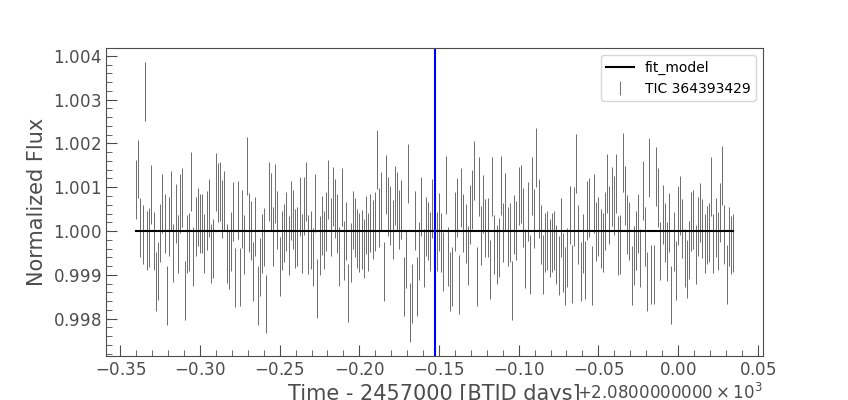 1.004
1.003
1.002
1.001
1.000
0.999
0.998
Normalized Flux
fit_model
TIC 364393429
−0.35 −0.30 −0.25 −0.20 −0.15 −0.10 −0.05 0.00 0.05
Time - 2457000 [BTJD days]
+2.0800000000 × 10³